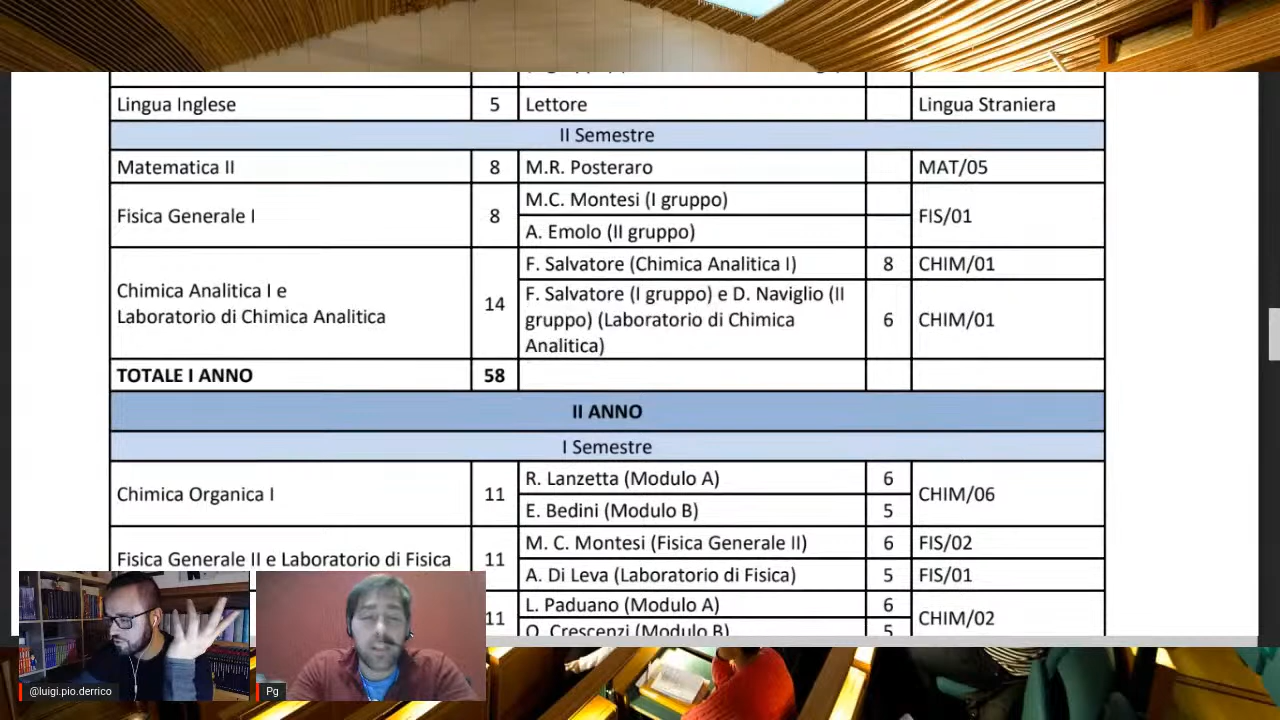 Lingua Inglese 5 Lettore Lingua Straniera
II Semestre
Matematica II 8 M.R. Posteraro MAT/05
Fisica Generale I 8 M.C. Montesi (I gruppo) FIS/01
A. Emolo (II gruppo)
Chimica Analitica I e
Laboratorio di Chimica Analitica
14
F. Salvatore (Chimica Analitica I) 8 CHIM/01
F. Salvatore (I gruppo) e D. Naviglio (II
gruppo) (Laboratorio di Chimica
Analitica)
6 CHIM/01
TOTALE I ANNO 58
II ANNO
I Semestre
Chimica Organica I 11 R. Lanzetta (Modulo A) 6 CHIM/06
E. Bedini (Modulo B) 5
Fisica Generale II e Laboratorio di Fisica 11 M. C. Montesi (Fisica Generale II) 6 FIS/02
A. Di Leva (Laboratorio di Fisica) 5 FIS/01
11 L. Paduano (Modulo A) 6 CHIM/02
O. Crescenzi (Modulo B) 5
@luigi.pio.derrico
Pg